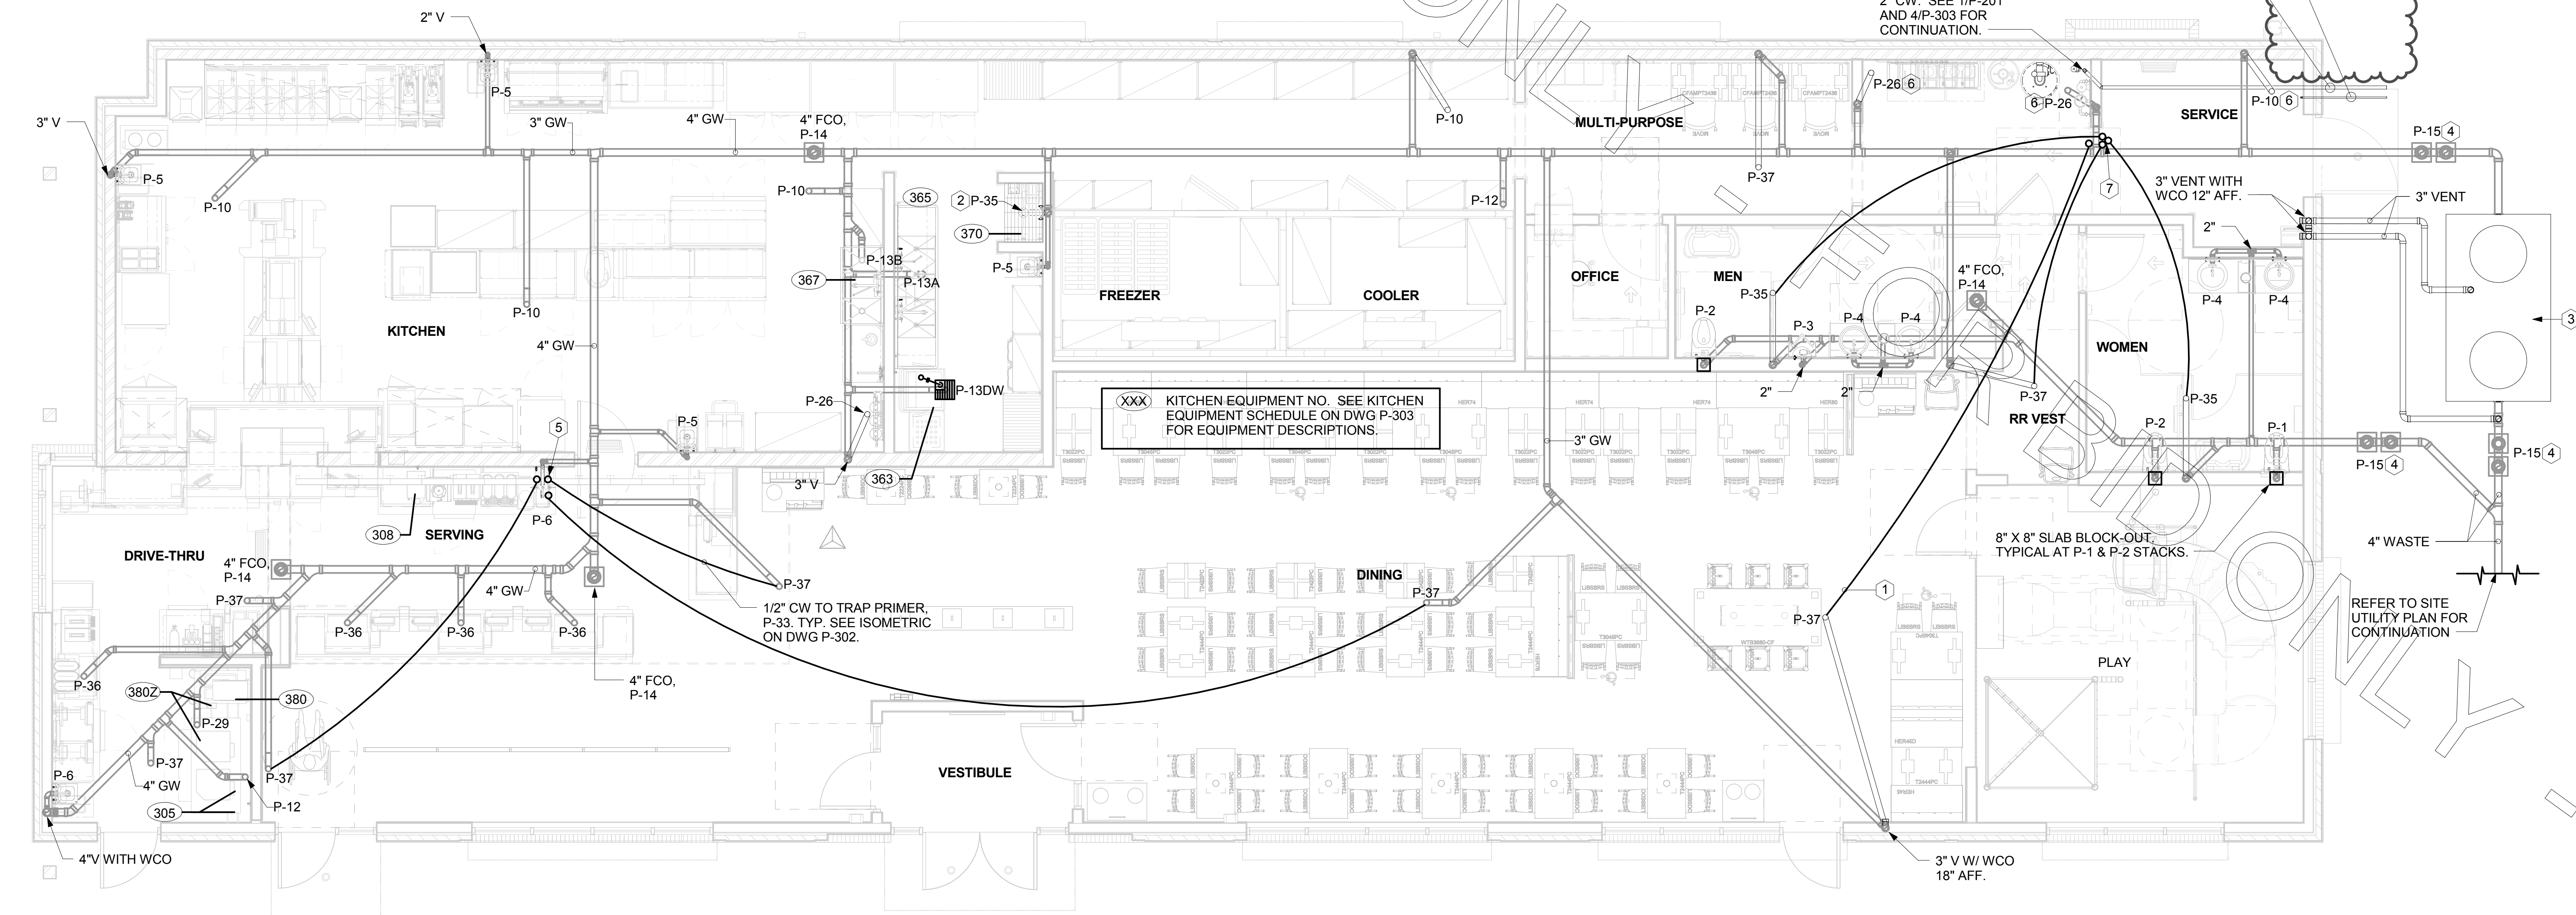 2" V
2" CW. SEE 1/P-201
AND 4/P-303 FOR
CONTINUATION.
P-5
3" V
3" GW
4" GW
4" FCO,
P-14
P-10
MULTI-PURPOSE
CFAMPT2436
CFAMPT2436
CFAMPT2436
MOVE
MOVE
MOVE
P-26
6
6
P-26
SERVICE
P-10
6
P-15
4
P-5
P-10
P-10
365
2
P-35
370
P-12
P-37
7
3" VENT WITH
WCO 12" AFF.
3" VENT
2"
P-13B
P-13A
367
P-5
FREEZER
COOLER
OFFICE
MEN
P-35
4" FCO,
P-14
P-4
P-4
3
P-10
KITCHEN
4" GW
P-2
P-3
P-4
P-4
WOMEN
P-13DW
P-26
XXX
KITCHEN EQUIPMENT NO. SEE KITCHEN
EQUIPMENT SCHEDULE ON DWG P-303
FOR EQUIPMENT DESCRIPTIONS.
2"
2"
P-37
P-35
RR VEST
P-5
5
3" GW
P-2
P-1
P-15
4
P-15
4
3" V
363
P-6
308
SERVING
DRIVE-THRU
4" FCO,
P-14
8" X 8" SLAB BLOCK-OUT.
TYPICAL AT P-1 & P-2 STACKS.
4" WASTE
4" GW
P-37
P-37
DINING
P-37
1
1/2" CW TO TRAP PRIMER,
P-33. TYP. SEE ISOMETRIC
ON DWG P-302.
P-36
P-36
P-36
P-37
WTB3660-CF
REFER TO SITE
UTILITY PLAN FOR
CONTINUATION
PLAY
P-36
380Z
380
4" FCO,
P-14
P-29
P-37
P-37
VESTIBULE
P-6
4" GW
305
P-12
4"V WITH WCO
3" V W/ WCO
18" AFF.